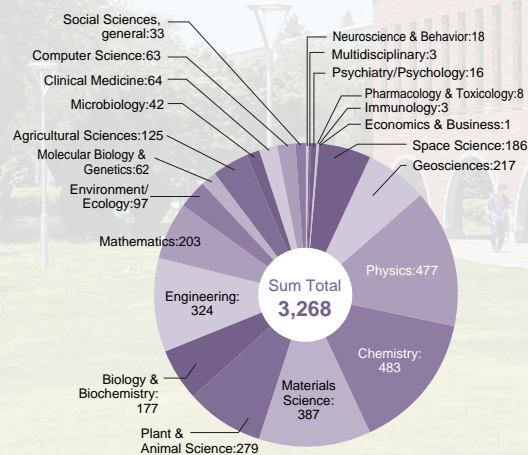 Social Sciences,
general:33
Computer Science:63
Clinical Medicine:64
Microbiology:42
Agricultural Sciences:125
Molecular Biology &
Genetics:62
Environment/
Ecology:97
Mathematics:203
Engineering:
324
Biology &
Biochemistry:
177
Plant &
Animal Science:279
Materials
Science:
387
Chemistry:
483
Physics:477
Geosciences:217
Space Science:186
Economics & Business:1
Immunology:3
Pharmacology & Toxicology:8
Psychiatry/Psychology:16
Multidisciplinary:3
Neuroscience & Behavior:18
Sum Total
3,268